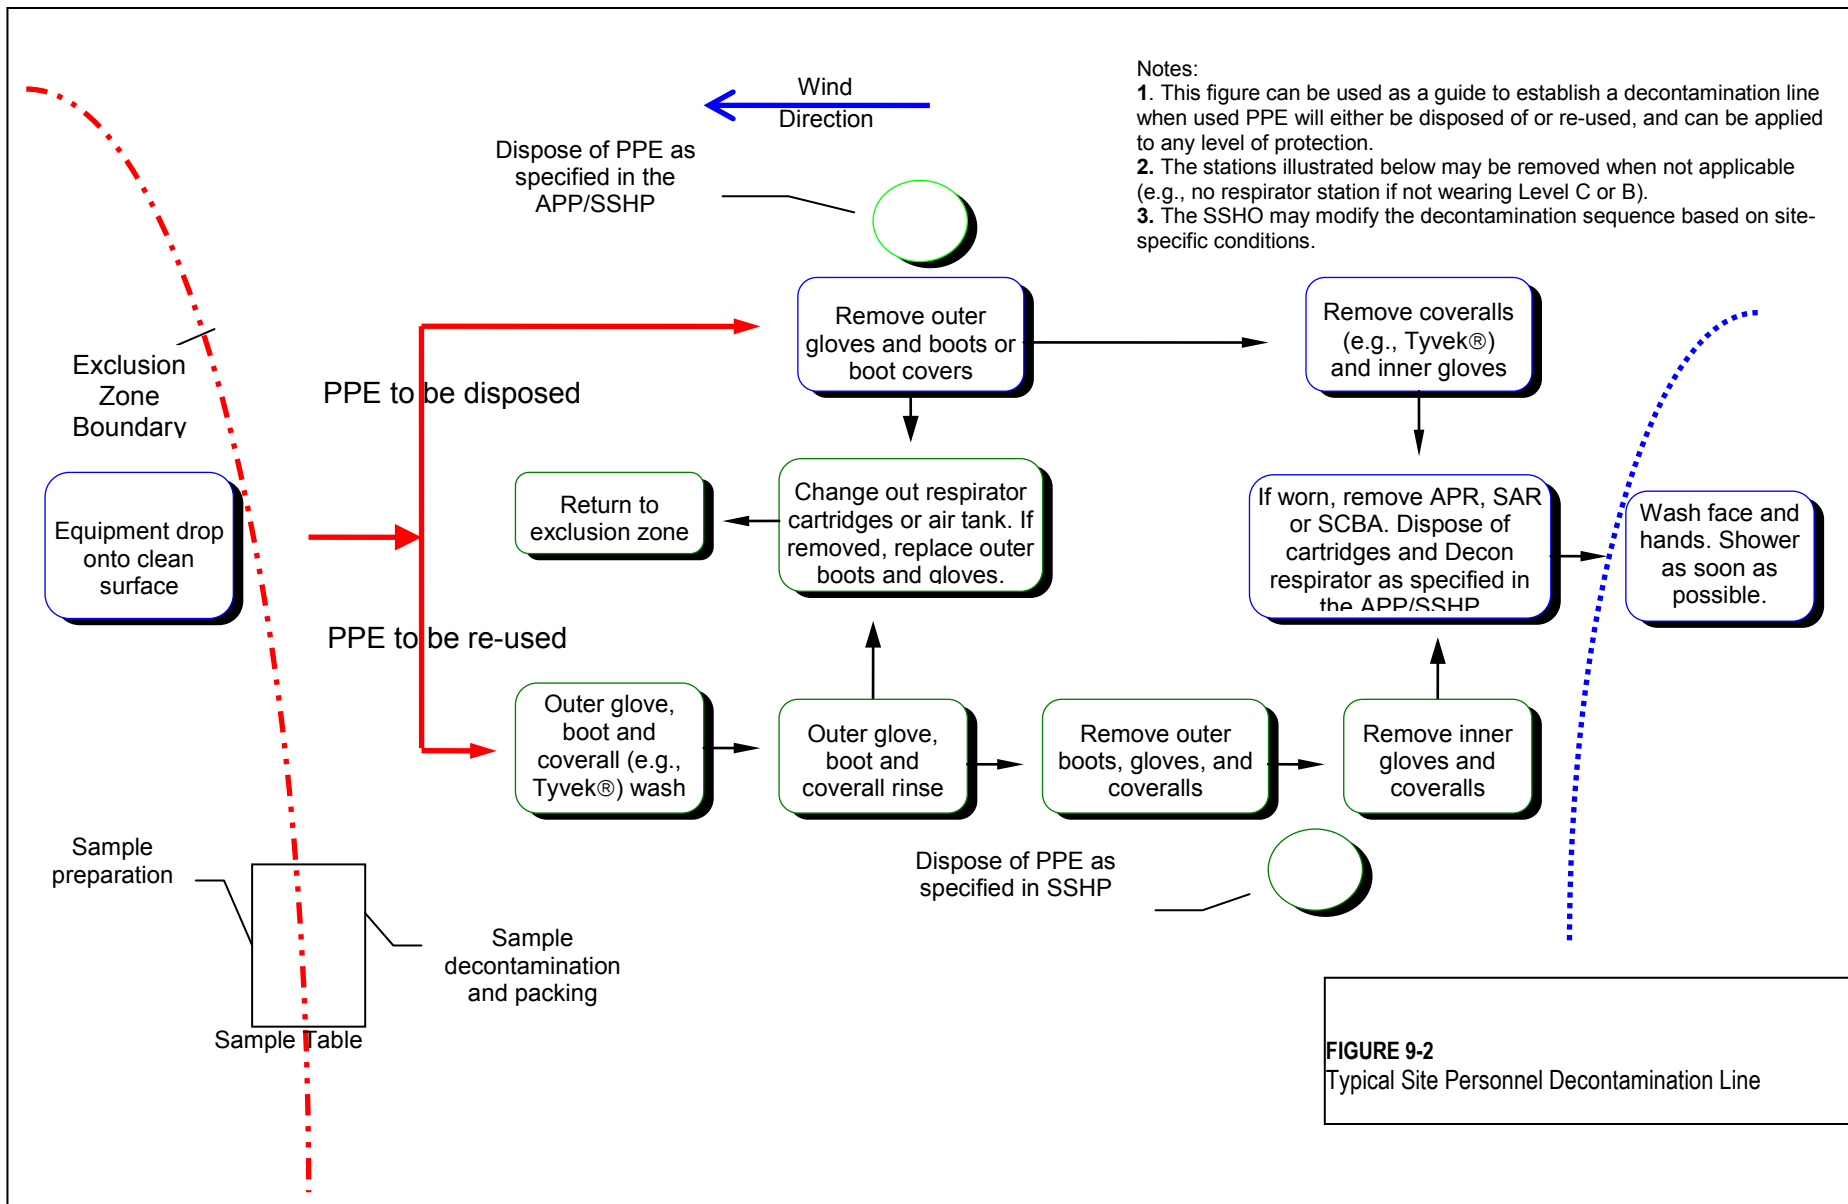 Notes:
1. This figure can be used as a guide to establish a decontamination line
when used PPE will either be disposed of or re-used, and can be applied
to any level of protection.
2. The stations illustrated below may be removed when not applicable
(e.g., no respirator station if not wearing Level C or B).
3. The SSHO may modify the decontamination sequence based on site-
specific conditions.
Wind
Direction
Dispose of PPE as
specified in the
APP/SSHP
Exclusion
Zone
Boundary
PPE to be disposed
Remove outer
gloves and boots or
boot covers
Remove coveralls
(e.g., Tyvek®)
and inner gloves
Equipment drop
onto clean
surface
Return to
exclusion zone
Change out respirator
cartridges or air tank. If
removed, replace outer
boots and gloves.
If worn, remove APR, SAR
or SCBA. Dispose of
cartridges and Decon
respirator as specified in
the APP/SSHP
Wash face and
hands. Shower
as soon as
possible.
PPE to be re-used
Outer glove,
boot and
coverall (e.g.,
Tyvek®) wash
Outer glove,
boot and
coverall rinse
Remove outer
boots, gloves, and
coveralls
Remove inner
gloves and
coveralls
Dispose of PPE as
specified in SSHP
Sample
preparation
Sample
decontamination
and packing
Sample Table
FIGURE 9-2
Typical Site Personnel Decontamination Line